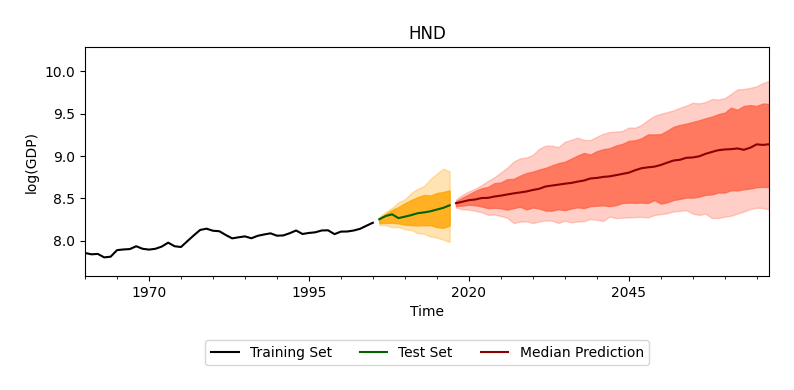 HND
10.0
9.5
9.0
8.5
8.0
log(GDP)
1970
1995
2020
2045
Time
Training Set
Test Set
Median Prediction